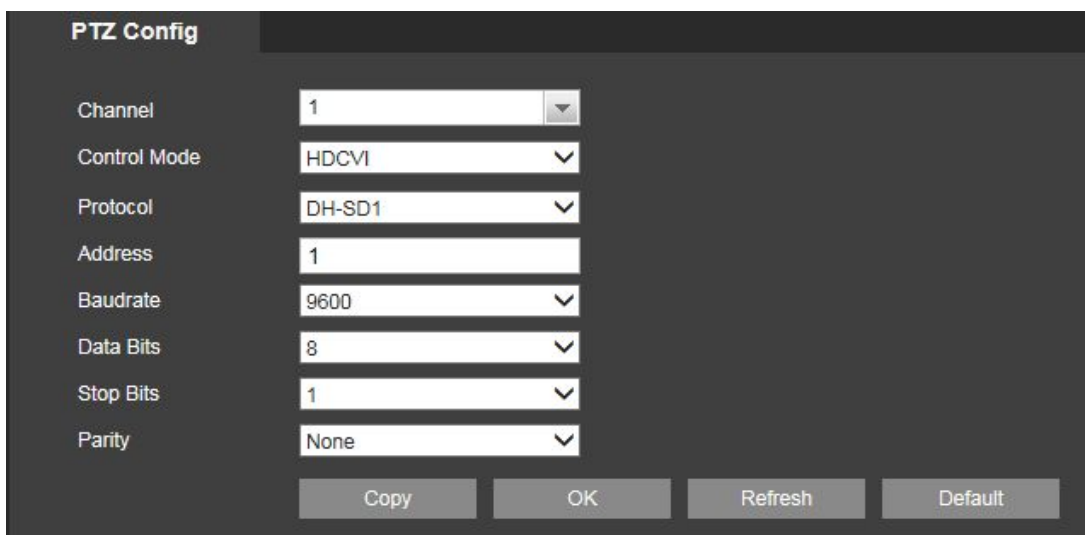 PTZ Config
Channel 1
Control Mode HDCVI
Protocol DH-SD1
Address 1
Baudrate 9600
Data Bits 8
Stop Bits 1
Parity None
Copy OK Refresh Default